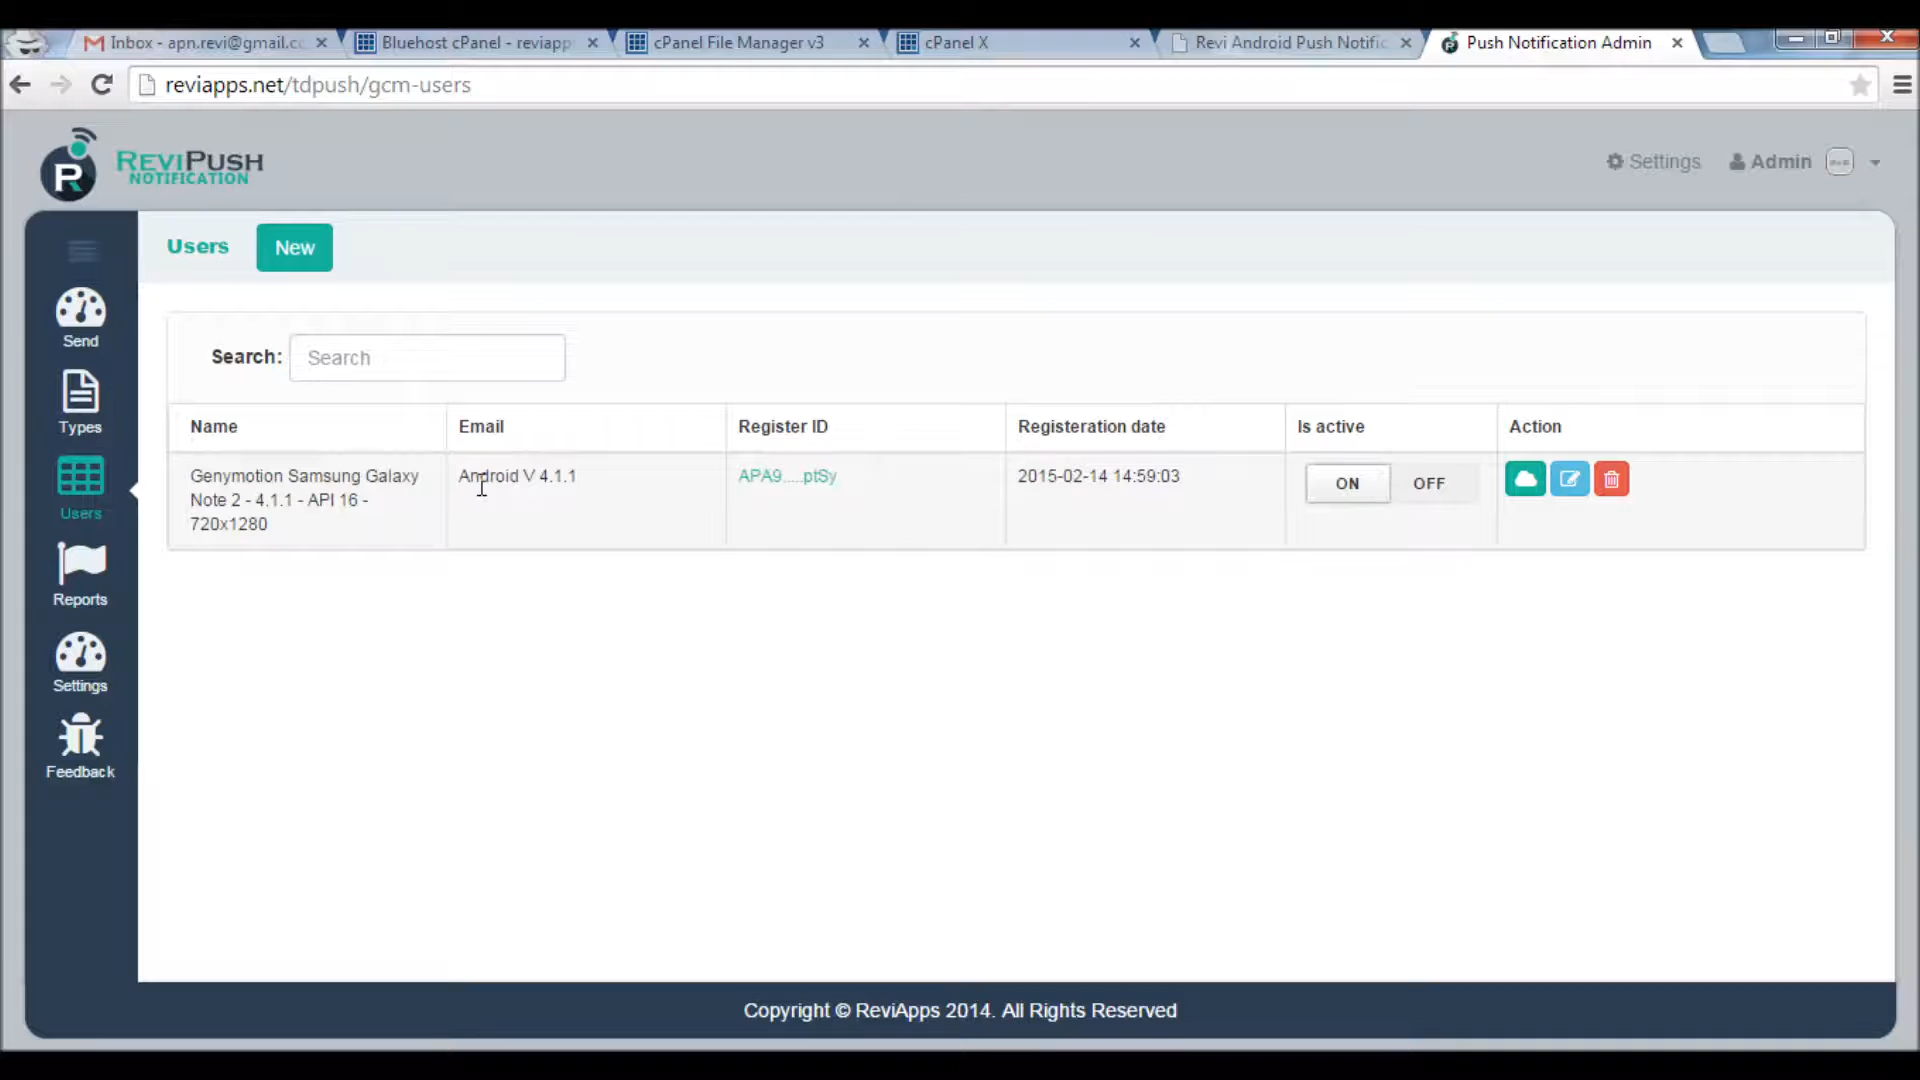 Inbox - apn.revi@gmail.cc
Bluehost cPanel - reviapp
cPanel File Manager v3
cPanel X
Revi Android Push Notific
Push Notification Admin
reviapps.net/tdpush/gcm-users
R
REVIPUSH
NOTIFICATION
Settings
Admin
Users
New
Send
Types
Users
Reports
Settings
Feedback
Search:
Search
Name
Email
Register ID
Registeration date
Is active
Action
Genymotion Samsung Galaxy
Note 2 - 4.1.1 - API 16 -
720x1280
Android V 4.1.1
APA9.....ptSy
2015-02-14 14:59:03
ON
OFF
Copyright © ReviApps 2014. All Rights Reserved